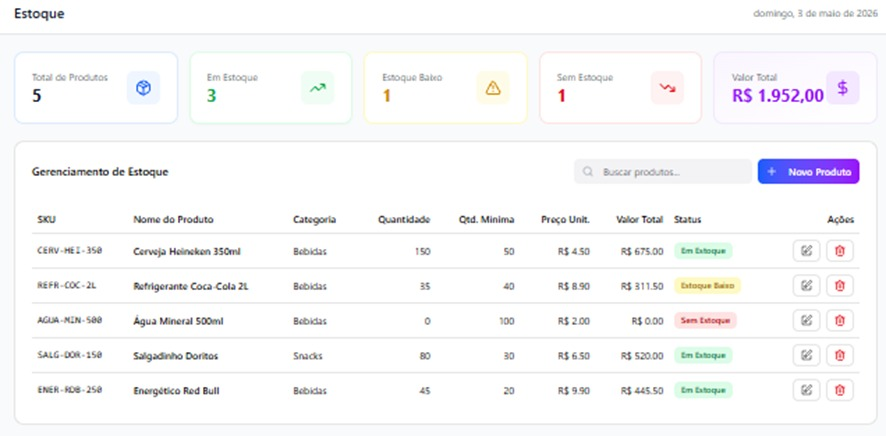 Estoque domingo, 3 de maio de 2026
Total de Produtos Em Estoque Estoque Baixo Sem Estoque Valor Total
5 3 1 1 R$ 1.952,00 $
Gerenciamento de Estoque Buscar produtos... + Novo Produto
SKU Nome do Produto Categoria Quantidade Qtd. Mínima Preço Unit. Valor Total Status Ações
CERV-HEI-350 Cerveja Heineken 350ml Bebidas 150 50 R$ 4.50 R$ 675.00 Em Estoque
REFR-COC-2L Refrigerante Coca-Cola 2L Bebidas 35 40 R$ 8.90 R$ 311.50 Estoque Baixo
AGUA-MIN-500 Água Mineral 500ml Bebidas 0 100 R$ 2.00 R$ 0.00 Sem Estoque
SALG-DOR-150 Salgadinho Doritos Snacks 80 30 R$ 6.50 R$ 520.00 Em Estoque
ENER-RDB-250 Energético Red Bull Bebidas 45 20 R$ 9.90 R$ 445.50 Em Estoque